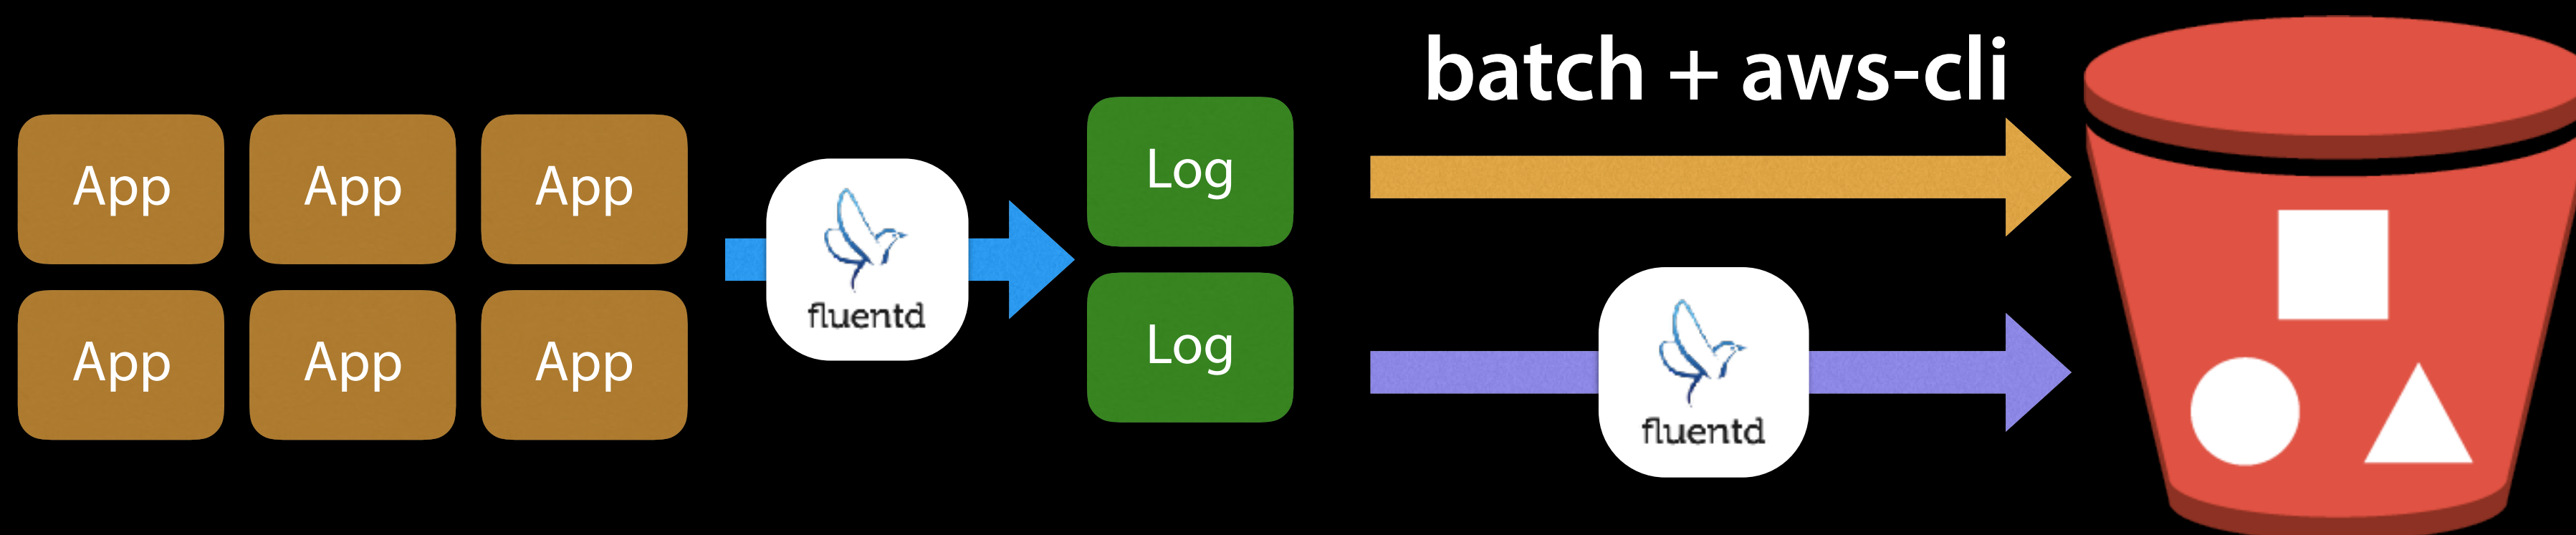 batch + aws-cli
App App App
App App App
fluentd
Log
Log
fluentd